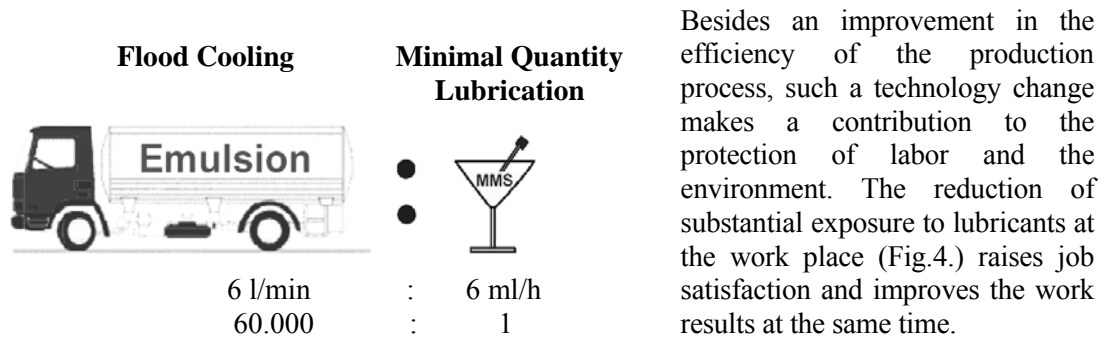 Flood Cooling
Minimal Quantity
Lubrication
Emulsion
MMS
6 l/min : 6 ml/h
60.000 : 1
Besides an improvement in the
efficiency of the production
process, such a technology change
makes a contribution to the
protection of labor and the
environment. The reduction of
substantial exposure to lubricants at
the work place (Fig.4.) raises job
satisfaction and improves the work
results at the same time.